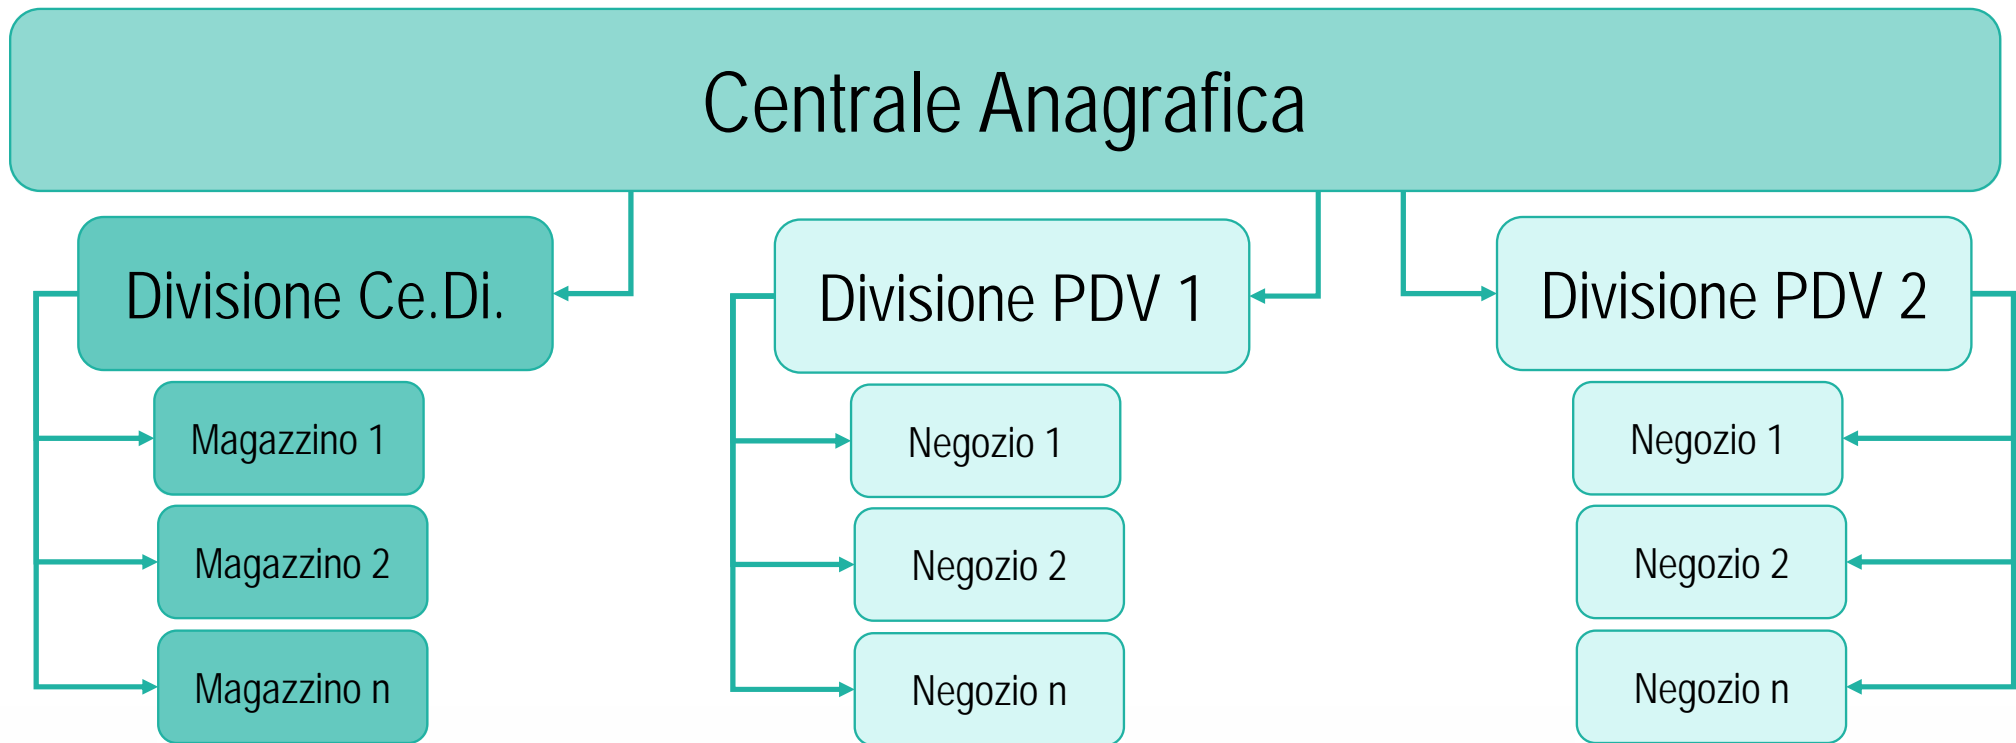 Centrale Anagrafica
Divisione Ce.Di.
Magazzino 1
Magazzino 2
Magazzino n
Divisione PDV 1
Negozio 1
Negozio 2
Negozio n
Divisione PDV 2
Negozio 1
Negozio 2
Negozio n